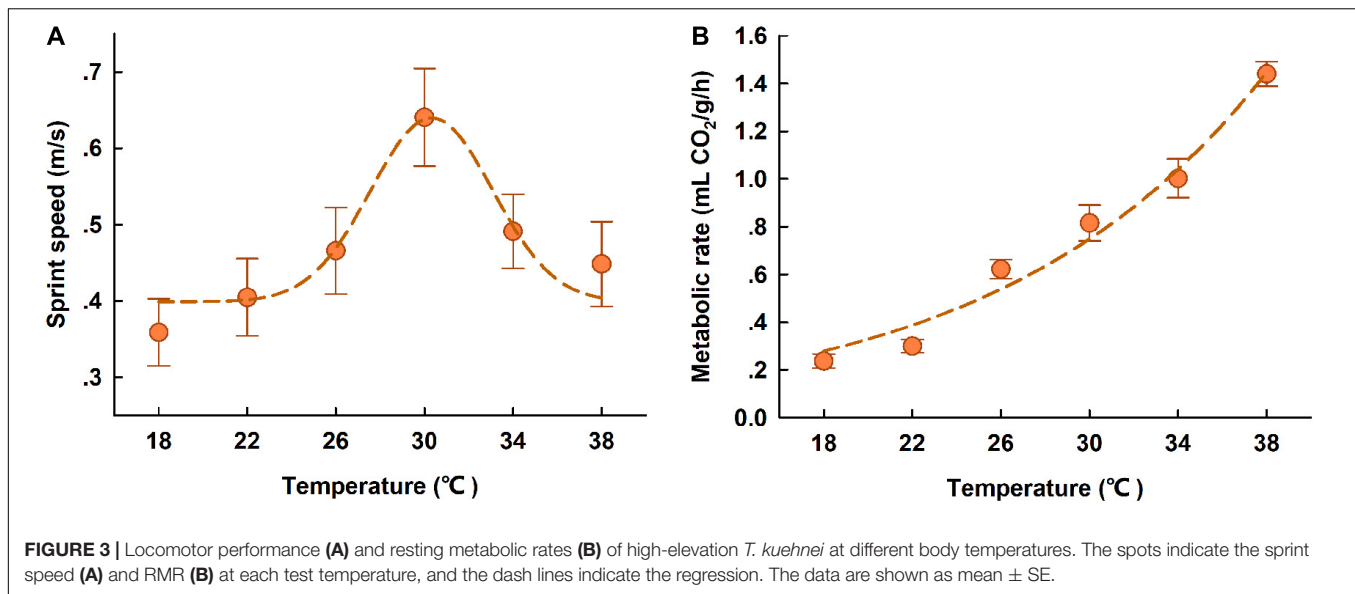 A
Sprint speed (m/s)
.7
.6
.5
.4
.3
18 22 26 30 34 38
Temperature (℃)
B
Metabolic rate (mL CO₂/g/h)
1.6
1.4
1.2
1.0
.8
.6
.4
.2
0.0
18 22 26 30 34 38
Temperature (℃)
FIGURE 3 | Locomotor performance (A) and resting metabolic rates (B) of high-elevation T. kuehnei at different body temperatures. The spots indicate the sprint
speed (A) and RMR (B) at each test temperature, and the dash lines indicate the regression. The data are shown as mean ± SE.